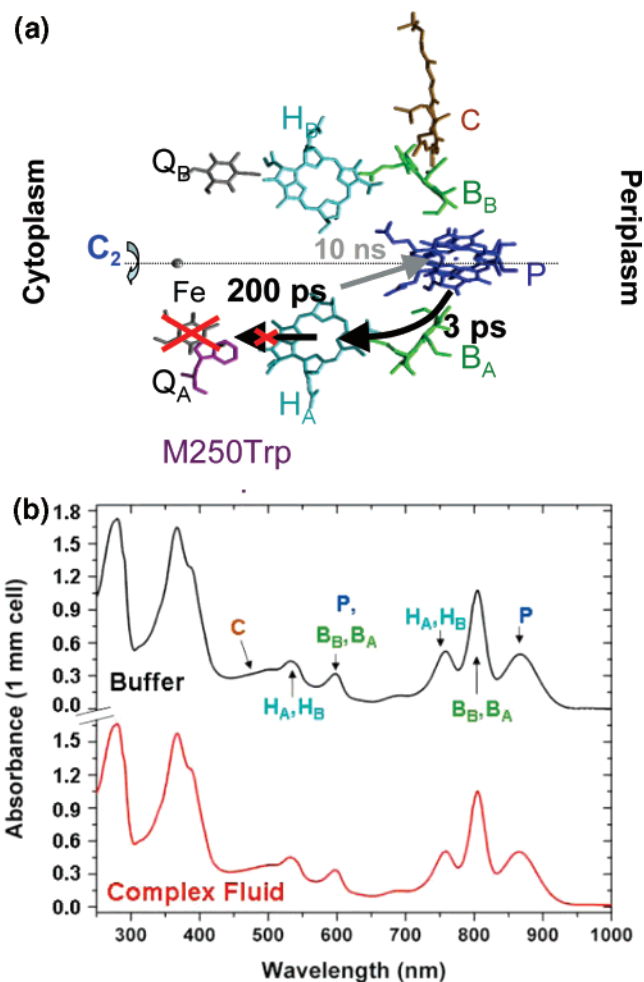 (a)
C
H_B
Q_B
B_B
Cytoplasm
Periplasm
C_2
10 ns
P
Fe
200 ps
3 ps
Q_A
H_A
B_A
M250Trp
(b)
Absorbance (1 mm cell)
1.8
1.5
1.2
0.9
0.6
0.3
0.0
C
P,
B_B,B_A
H_A,H_B
P
Buffer
H_A,H_B
B_B,B_A
1.5
1.2
0.9
0.6
0.3
0.0
Complex Fluid
300 400 500 600 700 800 900 1000
Wavelength (nm)